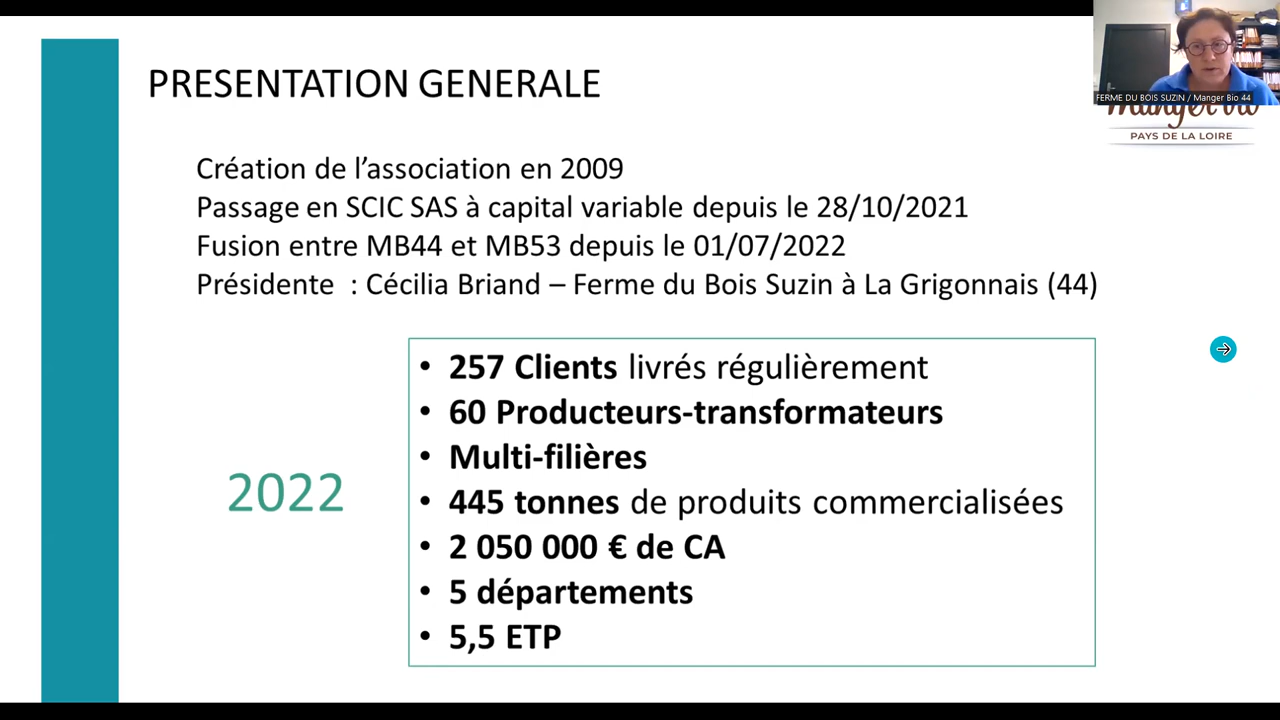 PRESENTATION GENERALE
FERME DU BOIS SUZIN / Manger Bio 44
PAYS DE LA LOIRE
Création de l’association en 2009
Passage en SCIC SAS à capital variable depuis le 28/10/2021
Fusion entre MB44 et MB53 depuis le 01/07/2022
Présidente : Cécilia Briand – Ferme du Bois Suzin à La Grigonnais (44)
2022
• 257 Clients livrés régulièrement
• 60 Producteurs-transformateurs
• Multi-filières
• 445 tonnes de produits commercialisées
• 2 050 000 € de CA
• 5 départements
• 5,5 ETP